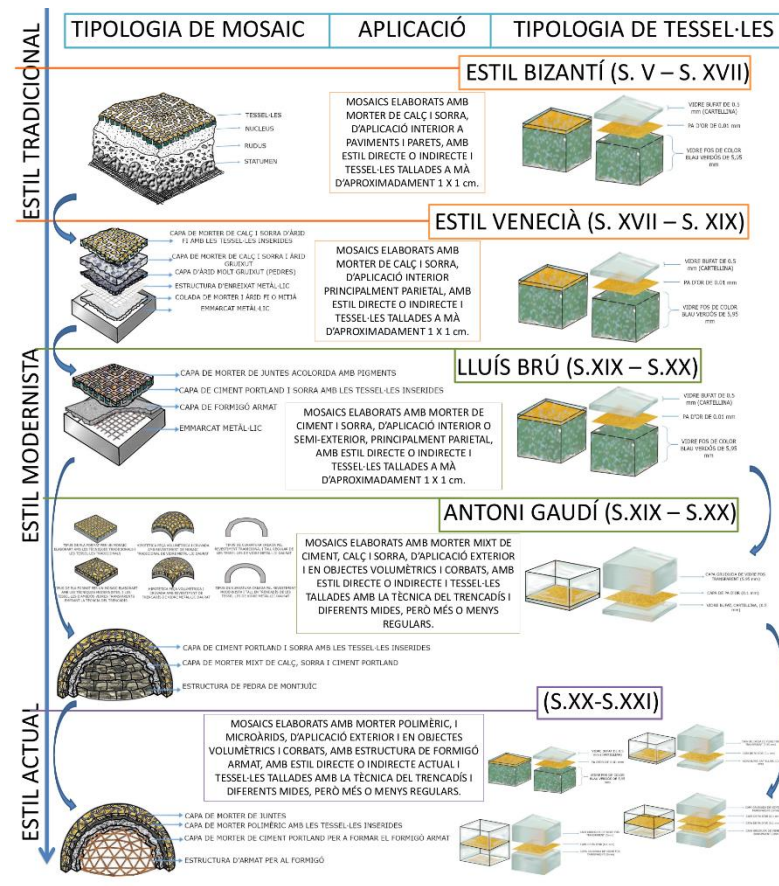 TIPOLOGIA DE MOSAIC
APLICACIÓ
TIPOLOGIA DE TESSEL·LES
ESTIL TRADICIONAL
ESTIL BIZANTÍ (S. V – S. XVII)
TESSEL·LES
NUCLEUS
RUDUS
STATUMEN
MOSAICS ELABORATS AMB
MORTER DE CALÇ I SORRA,
D'APLICACIÓ INTERIOR A
PAVIMENTS I PARETS, AMB
ESTIL DIRECTE O INDIRECTE I
TESSEL·LES TALLADES A MÀ
D'APROXIMADAMENT 1 X 1 cm.
VIDRE BUFAT DE 0,5
mm (CARTELLINA)
PA D'OR DE 0.01 mm
VIDRE FOS DE COLOR
BLAU VERDÓS DE 5,95
mm
ESTIL VENECIÀ (S. XVII – S. XIX)
CAPA DE MORTER DE CALÇ I SORRA D'ÀRID
FI AMB LES TESSEL·LES INSERIDES
CAPA DE MORTER DE CALÇ I SORRA I ÀRID
GRUIXUT
CAPA D'ÀRID MOLT GRUIXUT (PEDRES)
ESTRUCTURA D'ENREIXAT METÀL·LIC
COLADA DE MORTER I ÀRID FI O MITJÀ
EMMARCAT METÀL·LIC
MOSAICS ELABORATS AMB
MORTER DE CALÇ I SORRA,
D'APLICACIÓ INTERIOR
PRINCIPALMENT PARIETAL, AMB
ESTIL DIRECTE O INDIRECTE I
TESSEL·LES TALLADES A MÀ
D'APROXIMADAMENT 1 X 1 cm.
VIDRE BUFAT DE 0,5
mm (CARTELLINA)
PA D'OR DE 0.01 mm
VIDRE FOS DE COLOR
BLAU VERDÓS DE 5,95
mm
ESTIL MODERNISTA
LLUÍS BRÚ (S.XIX – S.XX)
CAPA DE MORTER DE JUNTES ACOLORIDA AMB PIGMENTS
CAPA DE CIMENT PORTLAND I SORRA AMB LES TESSEL·LES INSERIDES
CAPA DE FORMIGÓ ARMAT
EMMARCAT METÀL·LIC
MOSAICS ELABORATS AMB MORTER DE
CIMENT I SORRA, D'APLICACIÓ INTERIOR O
SEMI-EXTERIOR, PRINCIPALMENT PARIETAL,
AMB ESTIL DIRECTE O INDIRECTE I
TESSEL·LES TALLADES A MÀ
D'APROXIMADAMENT 1 X 1 cm.
VIDRE BUFAT DE 0,5
mm (CARTELLINA)
PA D'OR DE 0.01 mm
VIDRE FOS DE COLOR
BLAU VERDÓS DE 5,95
mm
ANTONI GAUDÍ (S.XIX – S.XX)
MOSAICS ELABORATS AMB MORTER MIXT DE
CIMENT, CALÇ I SORRA, D'APLICACIÓ EXTERIOR
I EN OBJECTES VOLUMÈTRICS I CORBATS, AMB
ESTIL DIRECTE O INDIRECTE I TESSEL·LES
TALLADES AMB LA TÈCNICA DEL TRENCADÍS I
DIFERENTS MIDES, PERÒ MÉS O MENYS
REGULARS.
CAPA DE CIMENT PORTLAND I SORRA AMB LES TESSEL·LES INSERIDES
CAPA DE MORTER MIXT DE CALÇ, SORRA I CIMENT PORTLAND
ESTRUCTURA DE PEDRA DE MONTJUÏC
ESTIL ACTUAL
(S.XX-S.XXI)
MOSAICS ELABORATS AMB MORTER POLIMÈRIC, I
MICROÀRIDS, D'APLICACIÓ EXTERIOR I EN OBJECTES
VOLUMÈTRICS I CORBATS, AMB ESTRUCTURA DE FORMIGÓ
ARMAT, AMB ESTIL DIRECTE O INDIRECTE ACTUAL I
TESSEL·LES TALLADES AMB LA TÈCNICA DEL TRENCADÍS I
DIFERENTS MIDES, PERÒ MÉS O MENYS REGULARS.
CAPA DE MORTER DE JUNTES
CAPA DE MORTER POLIMÈRIC AMB LES TESSEL·LES INSERIDES
CAPA DE MORTER DE CIMENT PORTLAND PER A FORMAR EL FORMIGÓ ARMAT
ESTRUCTURA D'ARMAT PER AL FORMIGÓ